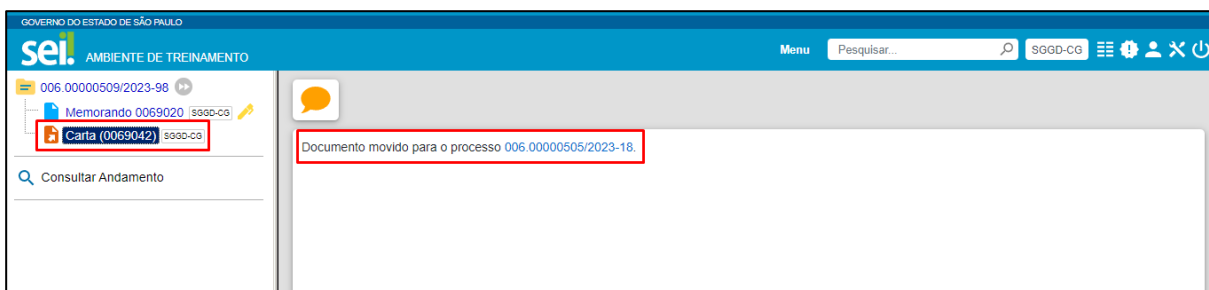 GOVERNO DO ESTADO DE SÃO PAULO
sei! AMBIENTE DE TREINAMENTO Menu Pesquisar... SGGD-CG
006.00000509/2023-98
Memorando 0069020 SGGD-CG
Carta (0069042) SGGD-CG
Documento movido para o processo 006.00000505/2023-18.
Consultar Andamento